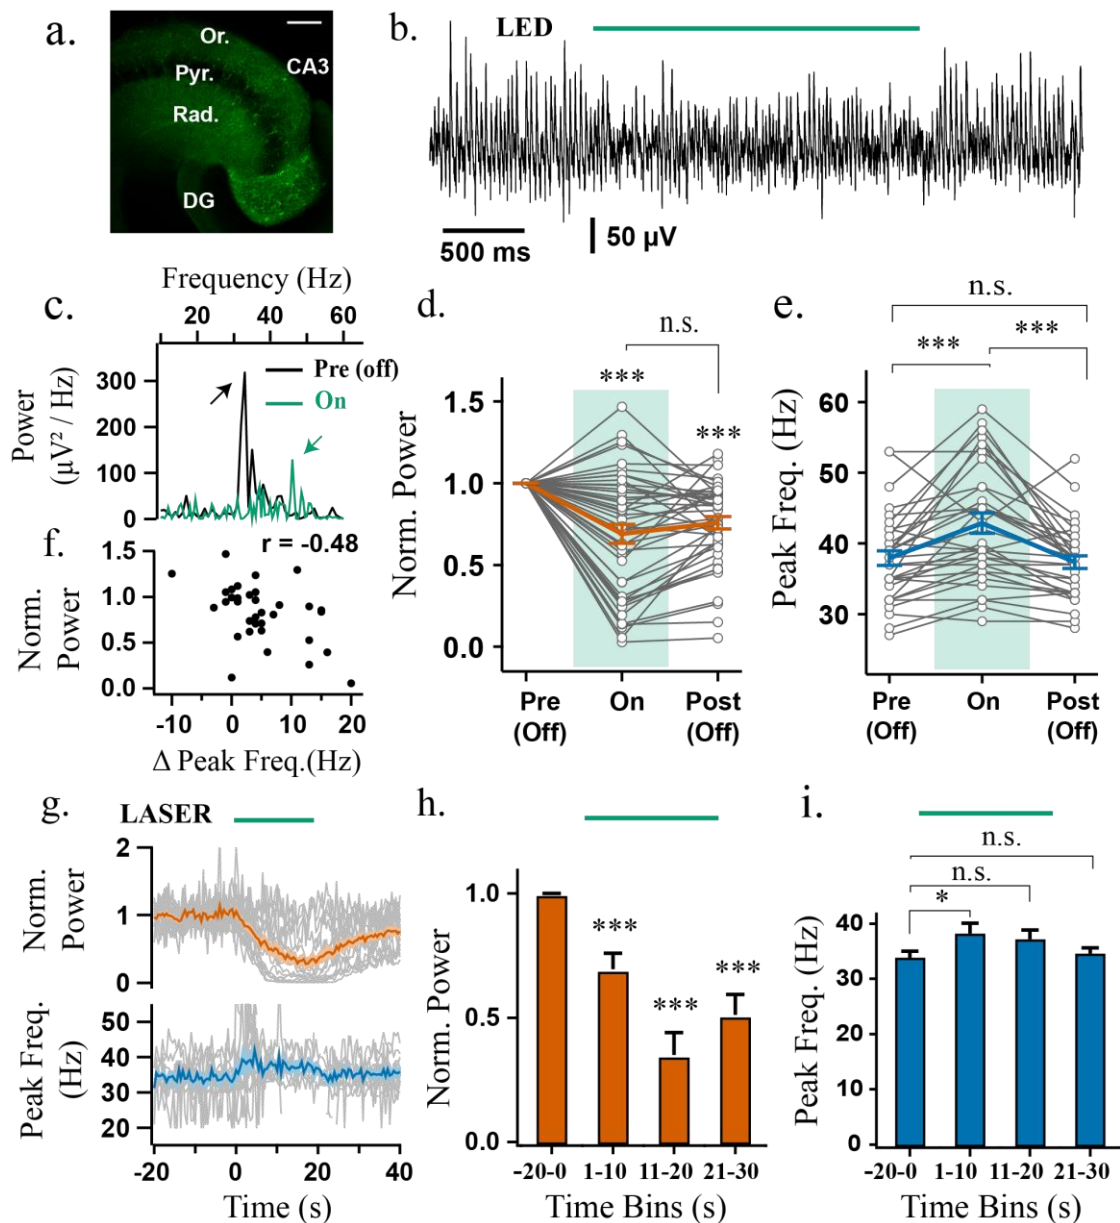 a.
Or.
Pyr.
Rad.
DG
CA3
b.
LED
500 ms
50 µV
c.
Frequency (Hz)
20 40 60
Power
(µV² / Hz)
300
200
100
0
Pre (off)
On
d.
n.s.
***
***
Norm. Power
1.5
1.0
0.5
0.0
Pre
(Off)
On
Post
(Off)
e.
n.s.
***
***
Peak Freq. (Hz)
60
50
40
30
Pre
(Off)
On
Post
(Off)
f.
r = -0.48
Norm.
Power
1.5
1.0
0.5
0.0
-10 0 10 20
Δ Peak Freq.(Hz)
g.
LASER
Norm.
Power
2
1
0
Peak Freq.
(Hz)
50
40
30
20
-20 0 20 40
Time (s)
h.
Norm. Power
1.0
0.5
0.0
***
***
***
-20-0 1-10 11-20 21-30
Time Bins (s)
i.
n.s.
n.s.
*
Peak Freq. (Hz)
40
30
20
10
0
-20-0 1-10 11-20 21-30
Time Bins (s)